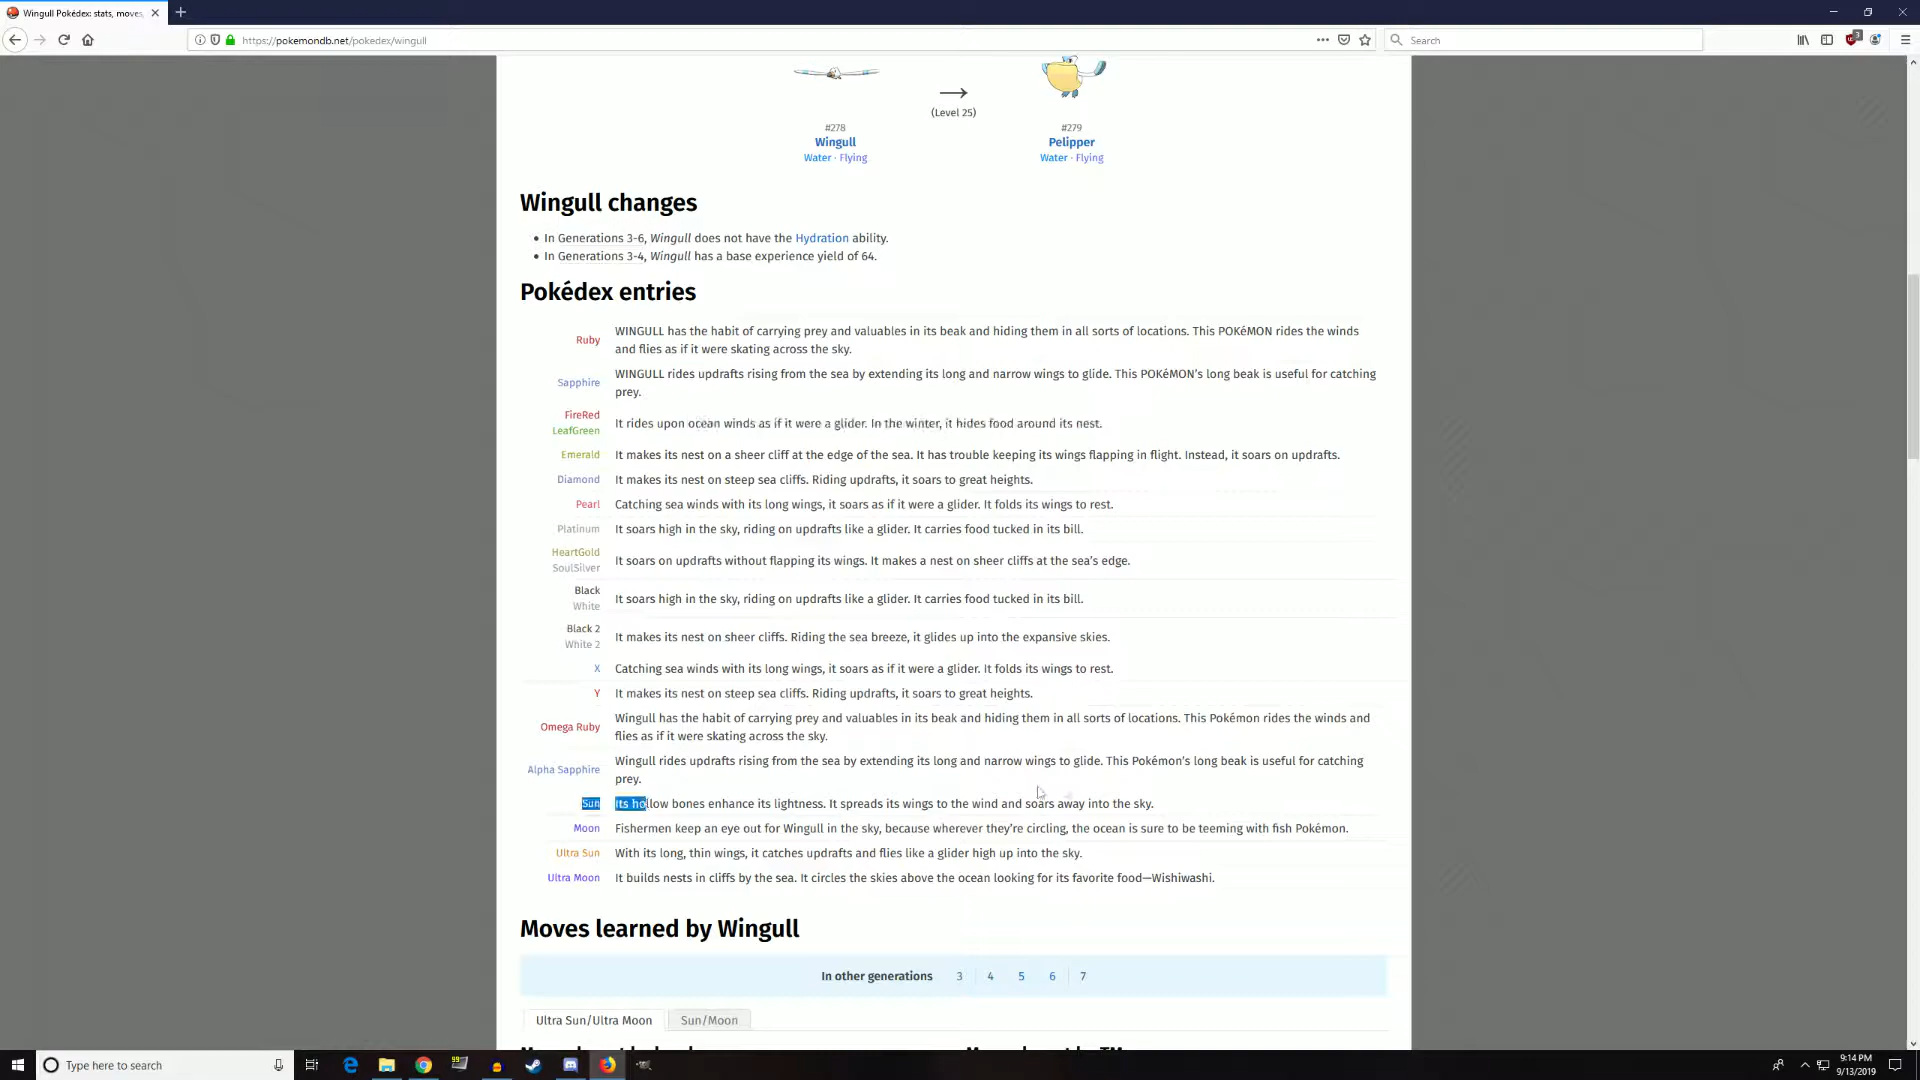 Wingull Pokédex: stats, moves,
https://pokemondb.net/pokedex/wingull
Search
3
(Level 25)
#278
Wingull
Water · Flying
#279
Pelipper
Water · Flying
Wingull changes
In Generations 3-6, Wingull does not have the Hydration ability.
In Generations 3-4, Wingull has a base experience yield of 64.
Pokédex entries
Ruby
WINGULL has the habit of carrying prey and valuables in its beak and hiding them in all sorts of locations. This POKéMON rides the winds
and flies as if it were skating across the sky.
Sapphire
WINGULL rides updrafts rising from the sea by extending its long and narrow wings to glide. This POKéMON's long beak is useful for catching
prey.
FireRed
LeafGreen
It rides upon ocean winds as if it were a glider. In the winter, it hides food around its nest.
Emerald
It makes its nest on a sheer cliff at the edge of the sea. It has trouble keeping its wings flapping in flight. Instead, it soars on updrafts.
Diamond
It makes its nest on steep sea cliffs. Riding updrafts, it soars to great heights.
Pearl
Catching sea winds with its long wings, it soars as if it were a glider. It folds its wings to rest.
Platinum
It soars high in the sky, riding on updrafts like a glider. It carries food tucked in its bill.
HeartGold
SoulSilver
It soars on updrafts without flapping its wings. It makes a nest on sheer cliffs at the sea's edge.
Black
White
It soars high in the sky, riding on updrafts like a glider. It carries food tucked in its bill.
Black 2
White 2
It makes its nest on sheer cliffs. Riding the sea breeze, it glides up into the expansive skies.
X
Catching sea winds with its long wings, it soars as if it were a glider. It folds its wings to rest.
Y
It makes its nest on steep sea cliffs. Riding updrafts, it soars to great heights.
Omega Ruby
Wingull has the habit of carrying prey and valuables in its beak and hiding them in all sorts of locations. This Pokémon rides the winds and
flies as if it were skating across the sky.
Alpha Sapphire
Wingull rides updrafts rising from the sea by extending its long and narrow wings to glide. This Pokémon's long beak is useful for catching
prey.
Sun
Its hollow bones enhance its lightness. It spreads its wings to the wind and soars away into the sky.
Moon
Fishermen keep an eye out for Wingull in the sky, because wherever they're circling, the ocean is sure to be teeming with fish Pokémon.
Ultra Sun
With its long, thin wings, it catches updrafts and flies like a glider high up into the sky.
Ultra Moon
It builds nests in cliffs by the sea. It circles the skies above the ocean looking for its favorite food—Wishiwashi.
Moves learned by Wingull
In other generations 3 4 5 6 7
Ultra Sun/Ultra Moon
Sun/Moon
Type here to search
99
9:14 PM
9/13/2019